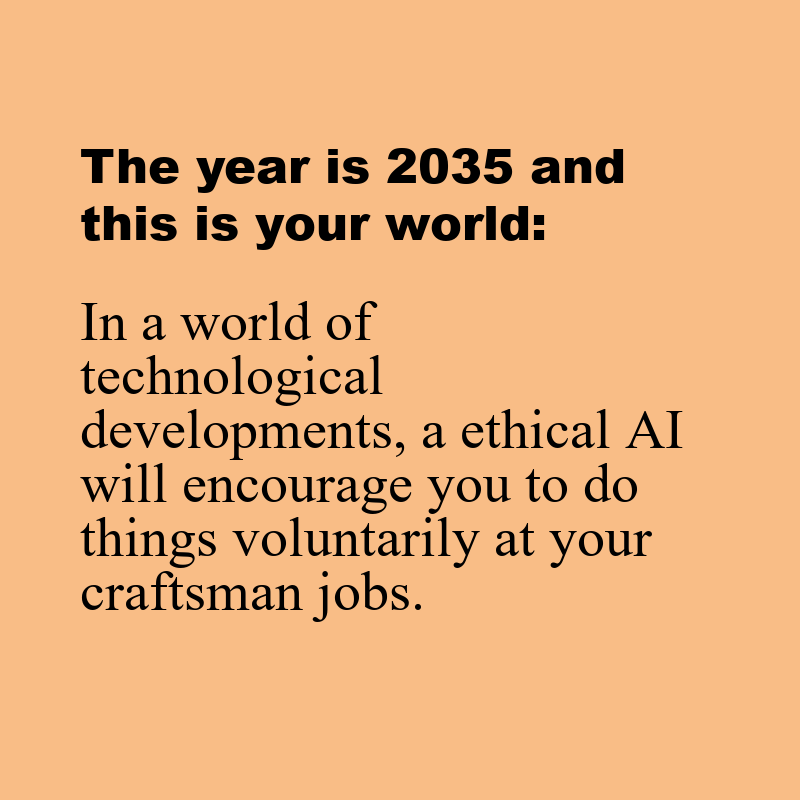 The year is 2035 and
this is your world:
In a world of
technological
developments, a ethical AI
will encourage you to do
things voluntarily at your
craftsman jobs.